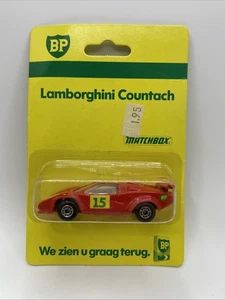 BP
Lamborghini Countach
1.95
MATCHBOX
15
We zien u graag terug.
BP